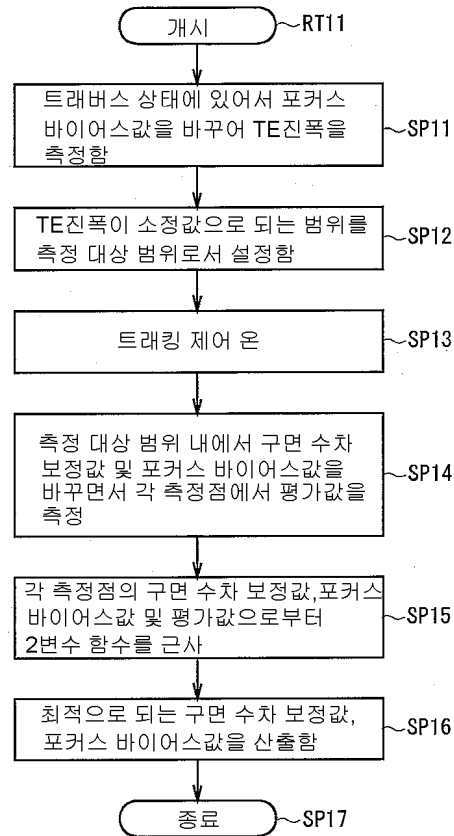 개시
RT11
트래버스 상태에 있어서 포커스
바이어스값을 바꾸어 TE진폭을
측정함
SP11
TE진폭이 소정값으로 되는 범위를
측정 대상 범위로서 설정함
SP12
트래킹 제어 온
SP13
측정 대상 범위 내에서 구면 수차
보정값 및 포커스 바이어스값을
바꾸면서 각 측정점에서 평가값을
측정
SP14
각 측정점의 구면 수차 보정값,포커스
바이어스값 및 평가값으로부터
2변수 함수를 근사
SP15
최적으로 되는 구면 수차 보정값,
포커스 바이어스값을 산출함
SP16
종료
SP17